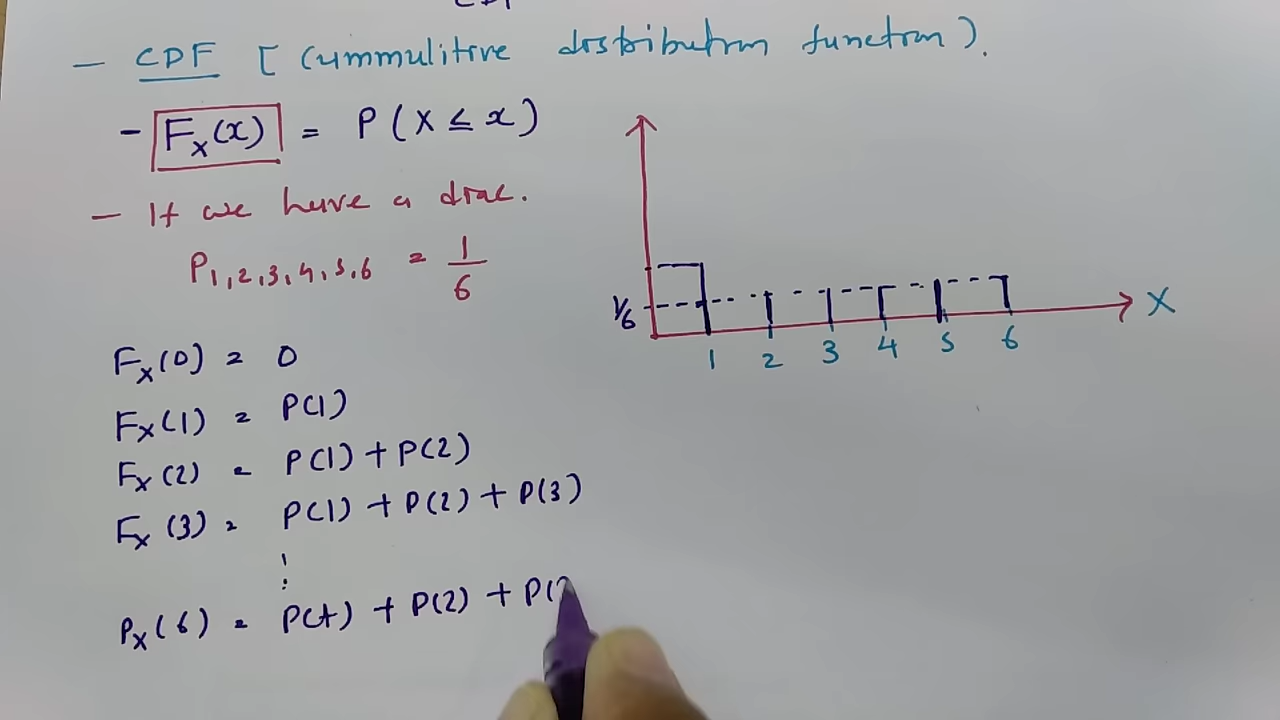 CDF
- CDF [ Cummulitive distribution function ).
- Fx(x) = P ( X ≤ x )
- If we have a dice.
P1,2,3,4,5,6 = 1/6
1/6
1 2 3 4 5 6 X
Fx(0) = 0
Fx(1) = P(1)
Fx(2) = P(1) + P(2)
Fx(3) = P(1) + P(2) + P(3)
⋮
Px(6) = P(1) + P(2) + P(